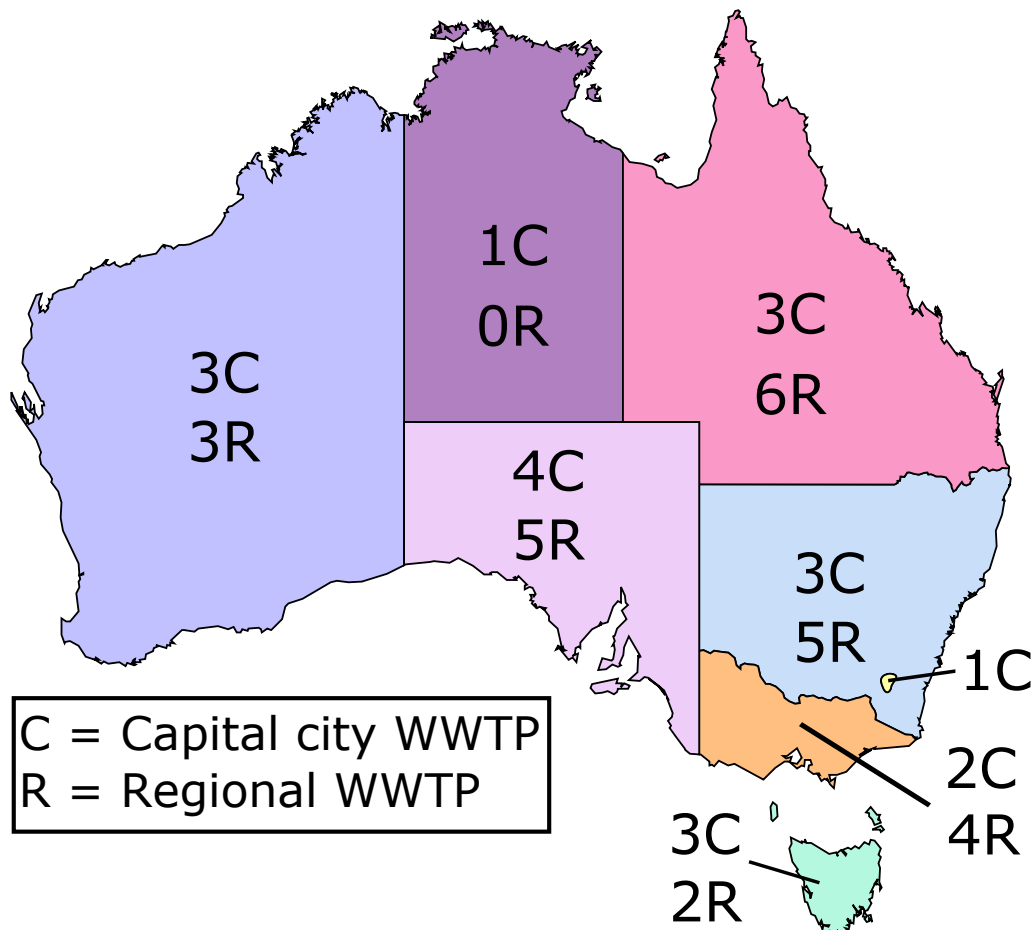 1C
0R
3C
6R
3C
3R
4C
5R
3C
5R
1C
C = Capital city WWTP
R = Regional WWTP
2C
4R
3C
2R